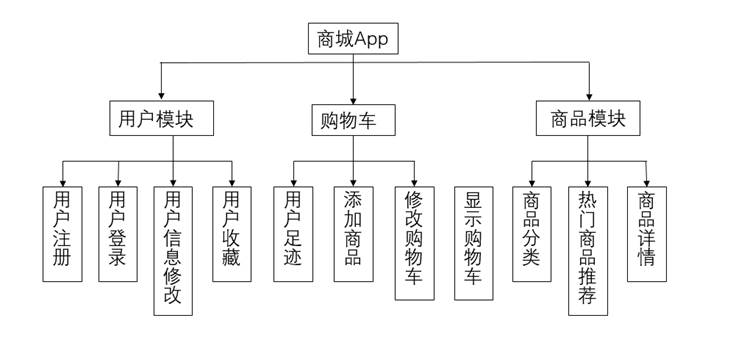 商城App
用户模块
购物车
商品模块
用户注册
用户登录
用户信息修改
用户收藏
用户足迹
添加商品
修改购物车
显示购物车
商品分类
热门商品推荐
商品详情